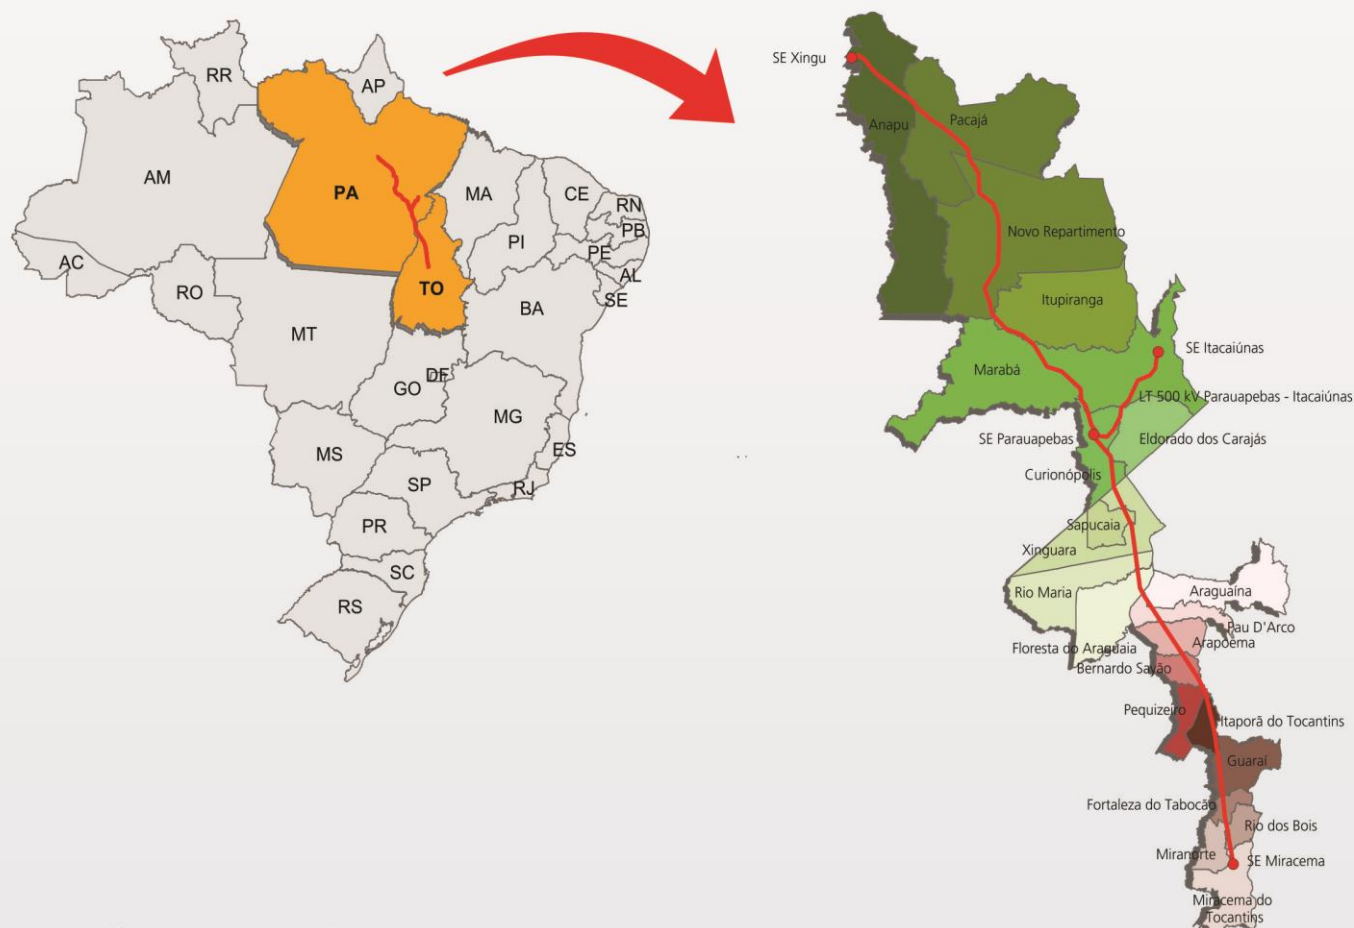 RR
AP
AM
PA
MA
CE
RN
PB
PI
PE
AL
SE
AC
RO
TO
BA
MT
GO
DF
MG
MS
ES
SP
RJ
PR
SC
RS
SE Xingu
Anapu
Pacajá
Novo Repartimento
Itupiranga
SE Itacaiúnas
Marabá
LT 500 kV Parauapebas - Itacaiúnas
SE Parauapebas
Eldorado dos Carajás
Curionópolis
Sapucaia
Xinguara
Rio Maria
Araguaína
Pau D'Arco
Arapoema
Floresta do Araguaia
Bernardo Sayão
Pequizeiro
Itaporã do Tocantins
Guaraí
Fortaleza do Tabocão
Rio dos Bois
Miranorte
SE Miracema
Miracema do
Tocantins